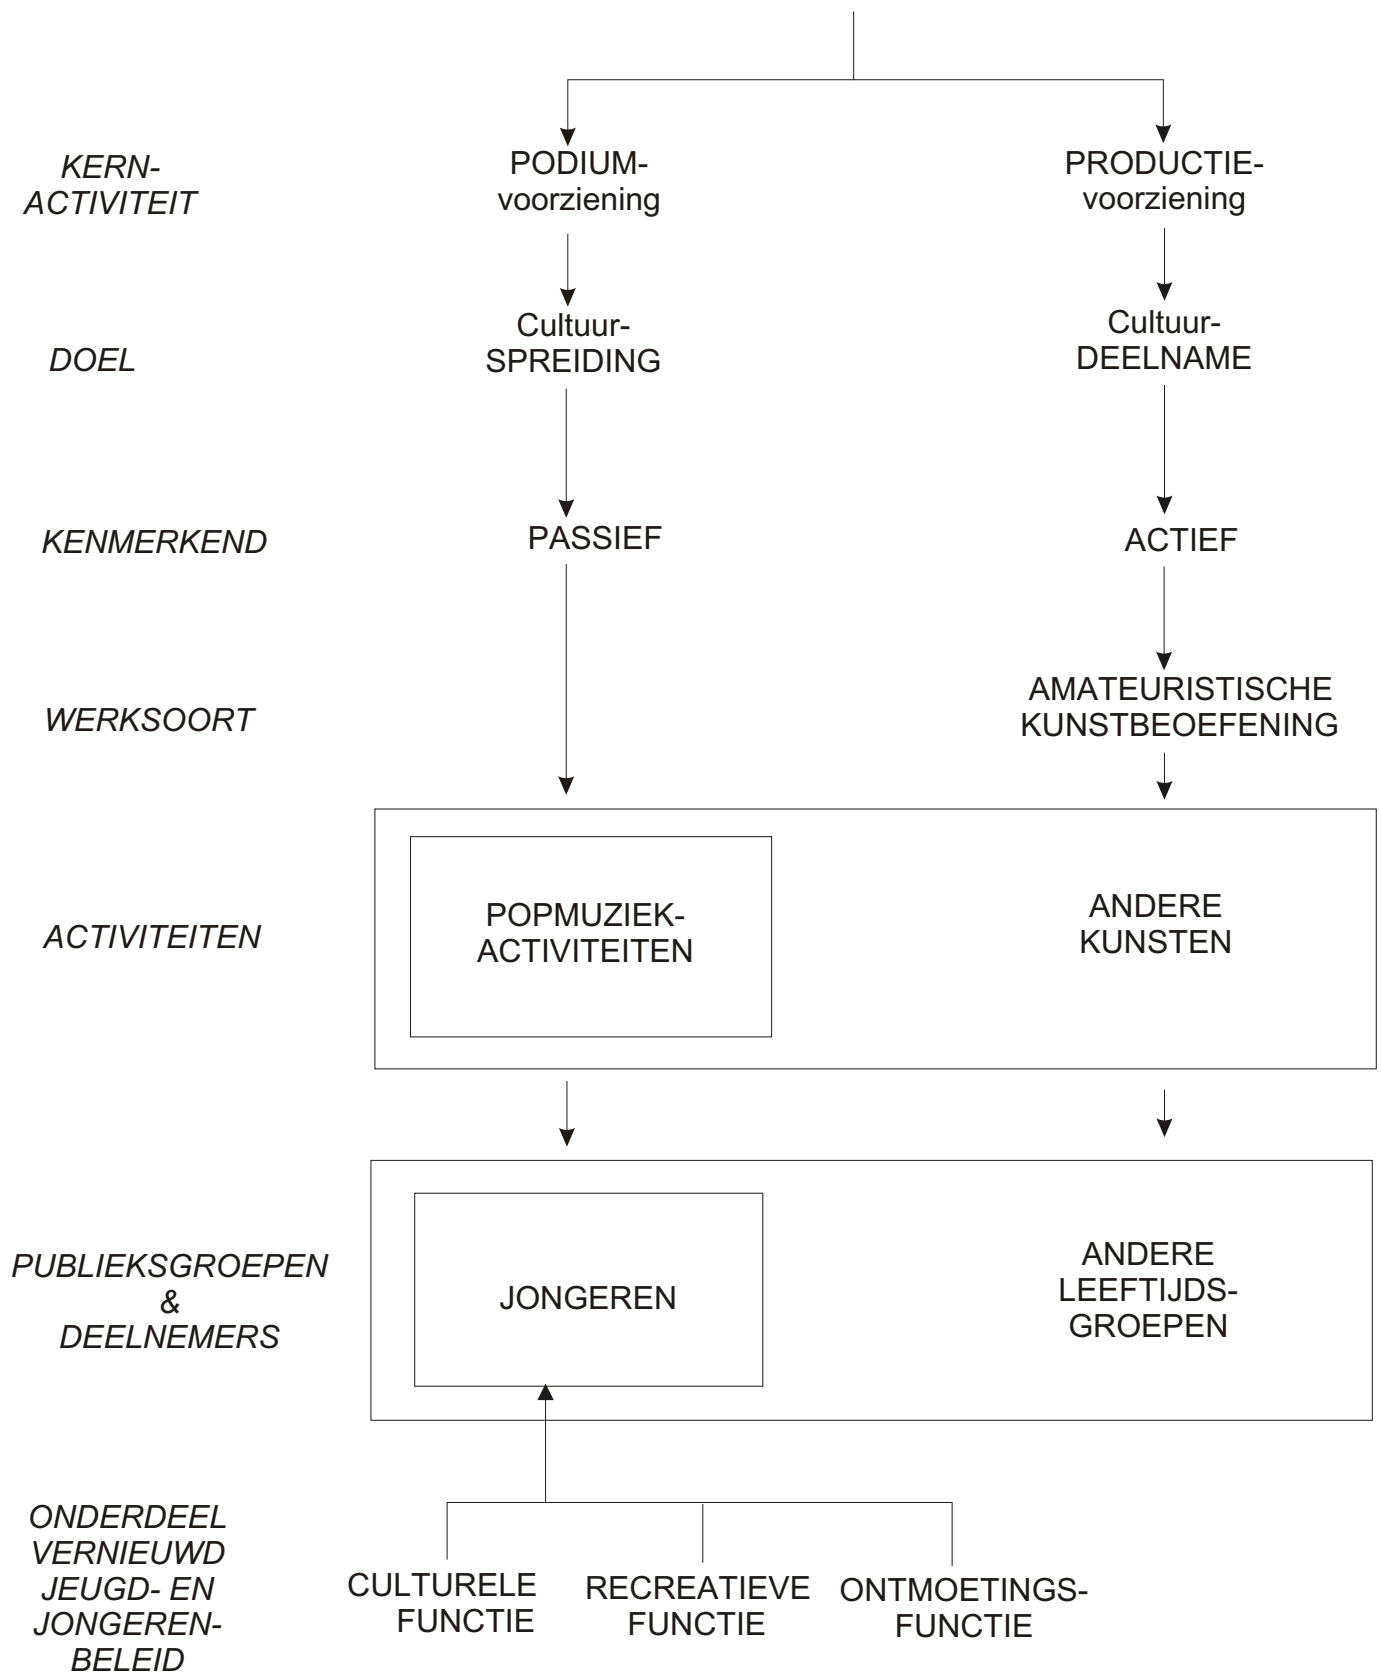 KERN-
ACTIVITEIT
PODIUM-
voorziening
PRODUCTIE-
voorziening
DOEL
Cultuur-
SPREIDING
Cultuur-
DEELNAME
KENMERKEND
PASSIEF
ACTIEF
WERKSOORT
AMATEURISTISCHE
KUNSTBEOEFENING
ACTIVITEITEN
POPMUZIEK-
ACTIVITEITEN
ANDERE
KUNSTEN
PUBLIEKSGROEPEN
&
DEELNEMERS
JONGEREN
ANDERE
LEEFTIJDS-
GROEPEN
ONDERDEEL
VERNIEUWD
JEUGD- EN
JONGEREN-
BELEID
CULTURELE
FUNCTIE
RECREATIEVE
FUNCTIE
ONTMOETINGS-
FUNCTIE